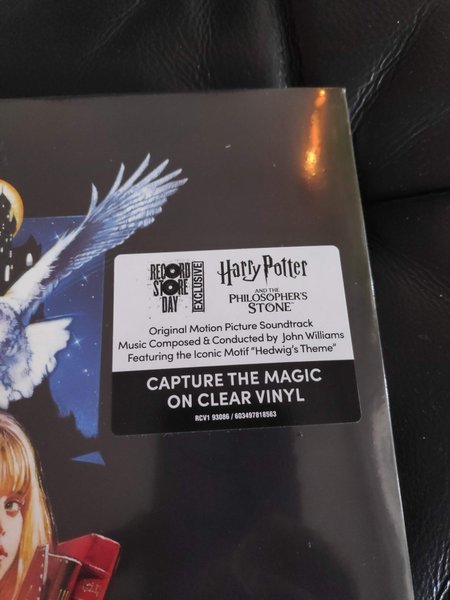 RECORD STORE DAY
EXCLUSIVE
Harry Potter
AND THE
PHILOSOPHER'S
STONE
Original Motion Picture Soundtrack
Music Composed & Conducted by John Williams
Featuring the Iconic Motif "Hedwig's Theme"
CAPTURE THE MAGIC
ON CLEAR VINYL
RCV1 93086 / 603497818563